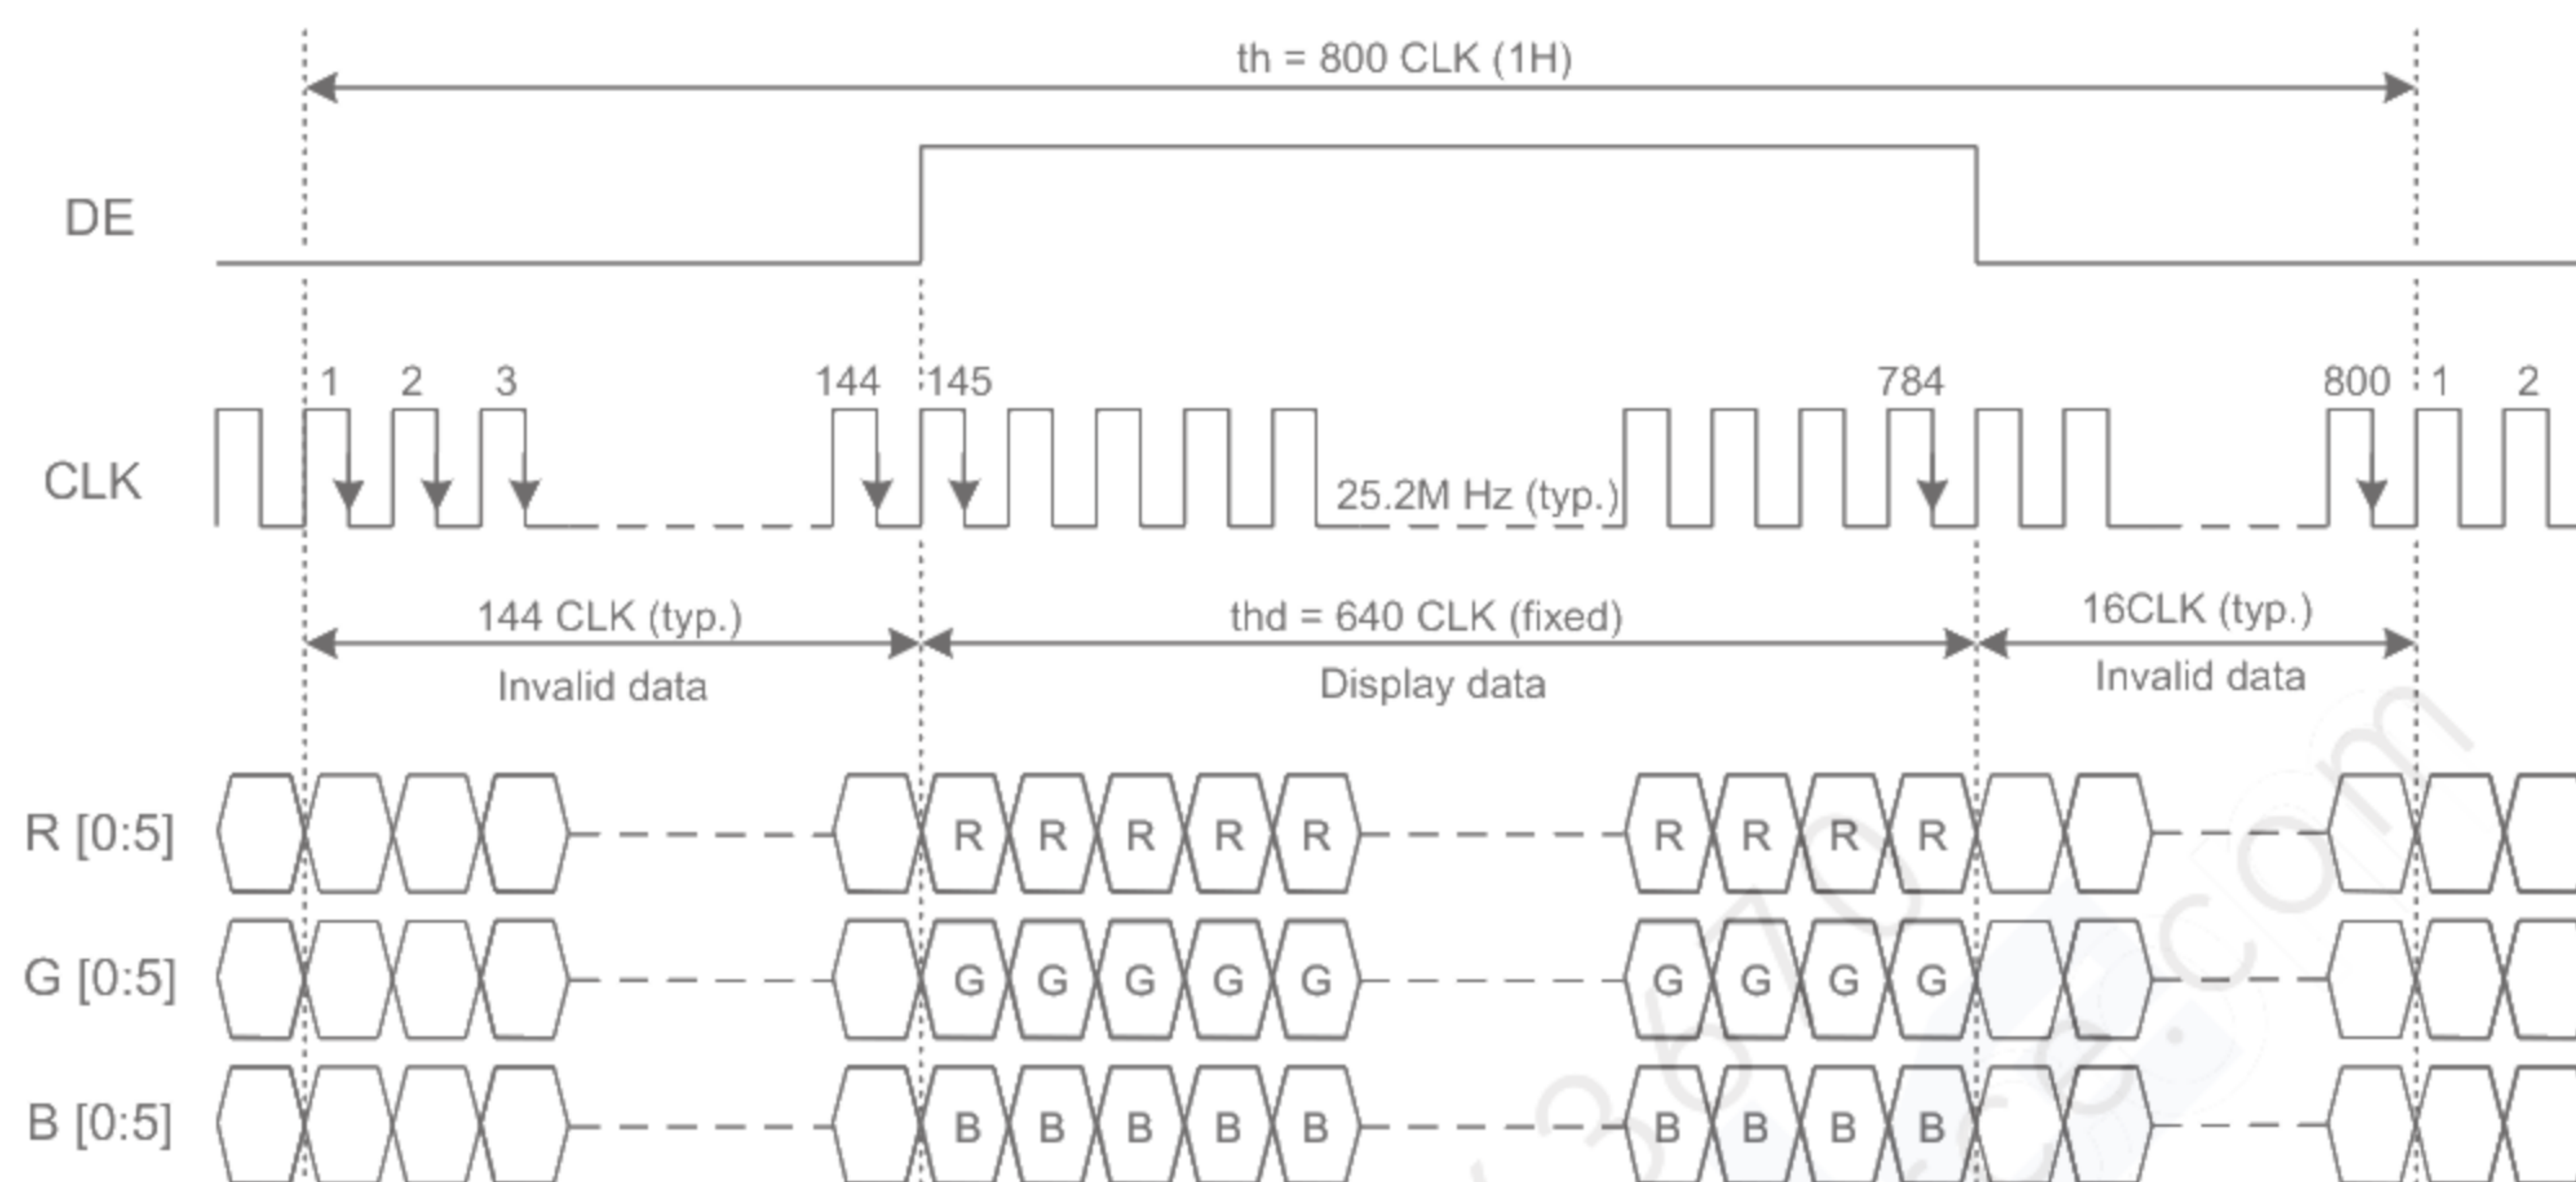 th = 800 CLK (1H)
DE
1 2 3 144 145 784 800 1 2
CLK
25.2M Hz (typ.)
144 CLK (typ.) thd = 640 CLK (fixed) 16CLK (typ.)
Invalid data Display data Invalid data
R [0:5] R R R R R R R R R
G [0:5] G G G G G G G G G
B [0:5] B B B B B B B B B